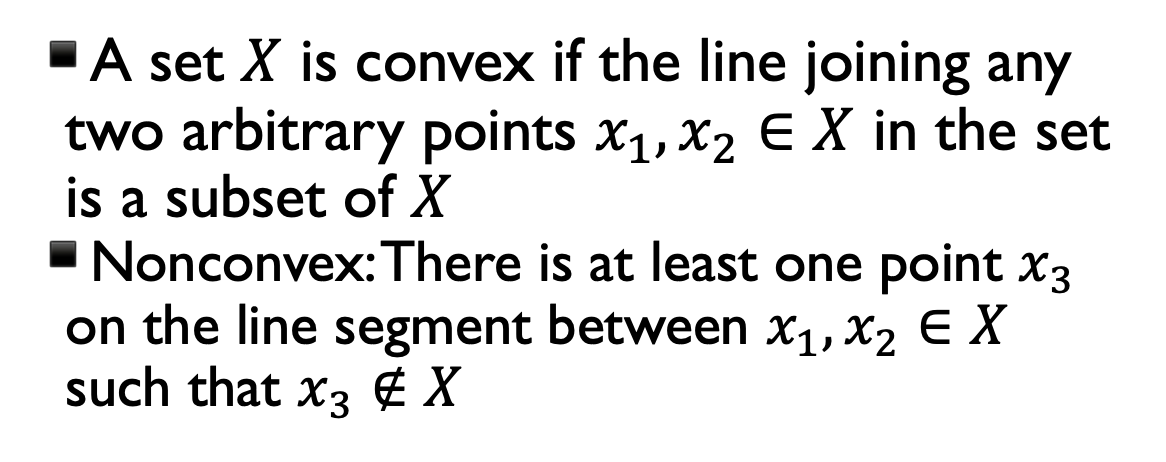 ▪ A set 𝑋 is convex if the line joining any
two arbitrary points 𝑥₁, 𝑥₂ ∈ 𝑋 in the set
is a subset of 𝑋
▪ Nonconvex: There is at least one point 𝑥₃
on the line segment between 𝑥₁, 𝑥₂ ∈ 𝑋
such that 𝑥₃ ∉ 𝑋